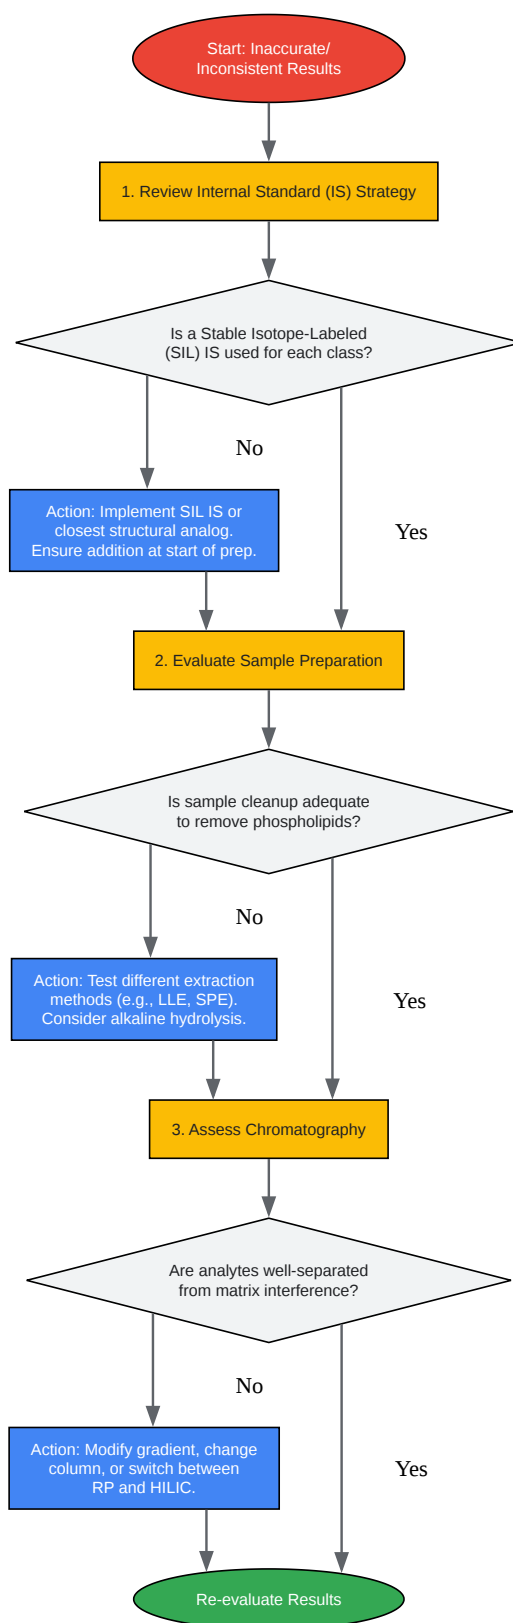 Start: Inaccurate/
Inconsistent Results
1. Review Internal Standard (IS) Strategy
Is a Stable Isotope-Labeled
(SIL) IS used for each class?
No
Action: Implement SIL IS or
closest structural analog.
Ensure addition at start of prep.
Yes
2. Evaluate Sample Preparation
Is sample cleanup adequate
to remove phospholipids?
No
Action: Test different extraction
methods (e.g., LLE, SPE).
Consider alkaline hydrolysis.
Yes
3. Assess Chromatography
Are analytes well-separated
from matrix interference?
No
Action: Modify gradient, change
column, or switch between
RP and HILIC.
Yes
Re-evaluate Results